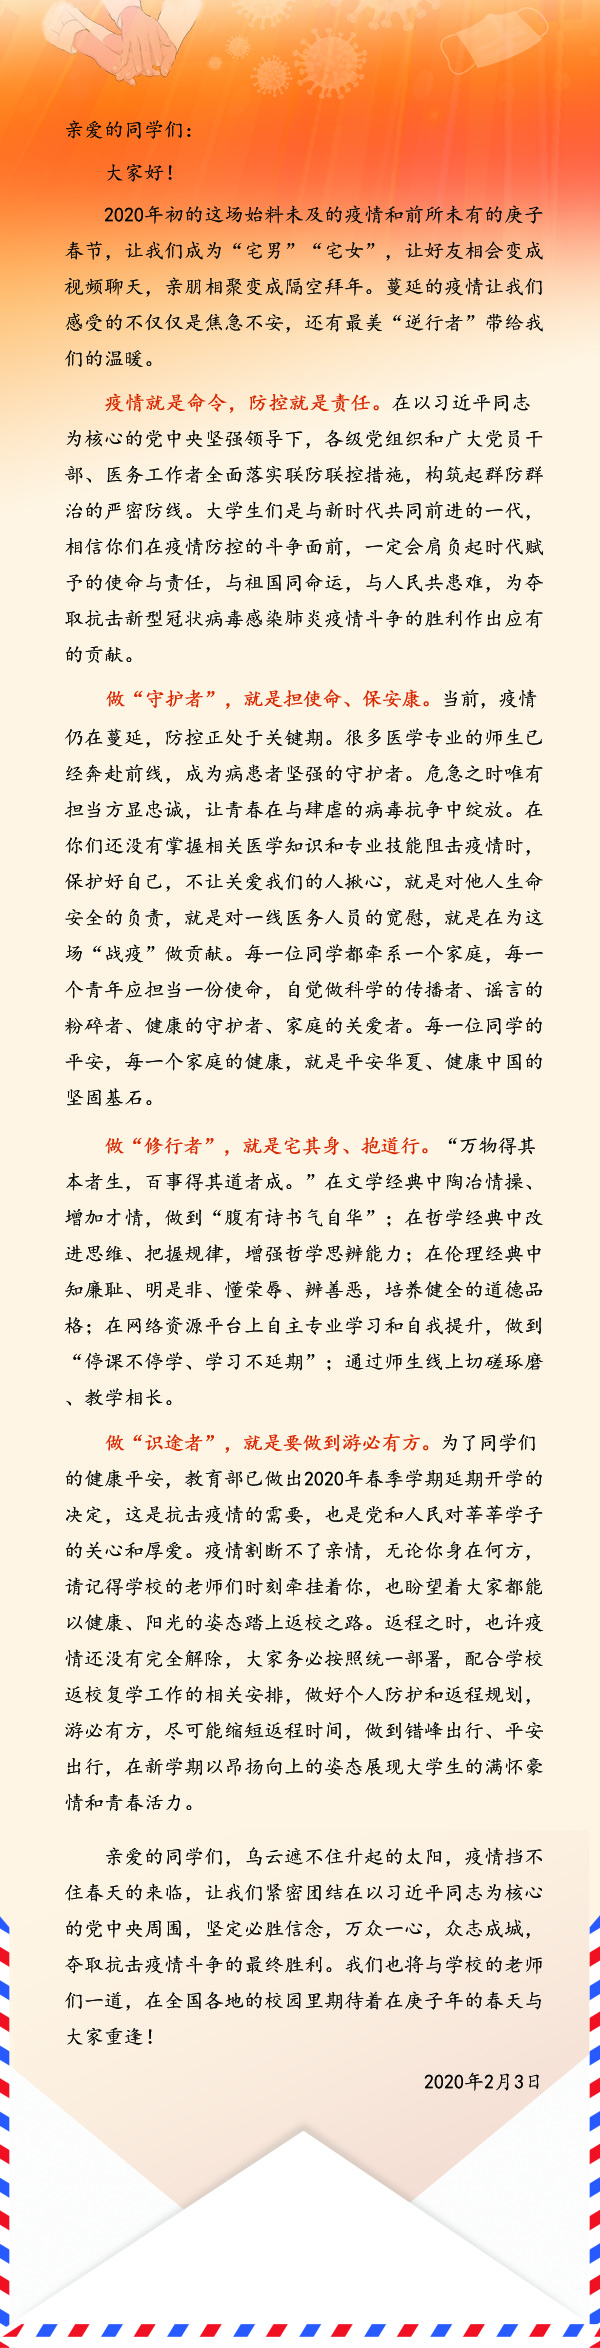 亲爱的同学们：
大家好！
2020年初的这场始料未及的疫情和前所未有的庚子
春节，让我们成为“宅男”“宅女”，让好友相会变成
视频聊天，亲朋相聚变成隔空拜年。蔓延的疫情让我们
感受的不仅仅是焦急不安，还有最美“逆行者”带给我
们的温暖。
疫情就是命令，防控就是责任。在以习近平同志
为核心的党中央坚强领导下，各级党组织和广大党员干
部、医务工作者全面落实联防联控措施，构筑起群防群
治的严密防线。大学生们是与新时代共同前进的一代，
相信你们在疫情防控的斗争面前，一定会肩负起时代赋
予的使命与责任，与祖国同命运，与人民共患难，为夺
取抗击新型冠状病毒感染肺炎疫情斗争的胜利作出应有
的贡献。
做“守护者”，就是担使命、保安康。当前，疫情
仍在蔓延，防控正处于关键期。很多医学专业的师生已
经奔赴前线，成为病患者坚强的守护者。危急之时唯有
担当方显忠诚，让青春在与肆虐的病毒抗争中绽放。在
你们还没有掌握相关医学知识和专业技能阻击疫情时，
保护好自己，不让关爱我们的人揪心，就是对他人生命
安全的负责，就是对一线医务人员的宽慰，就是在为这
场“战疫”做贡献。每一位同学都牵系一个家庭，每一
个青年应担当一份使命，自觉做科学的传播者、谣言的
粉碎者、健康的守护者、家庭的关爱者。每一位同学的
平安，每一个家庭的健康，就是平安华夏、健康中国的
坚固基石。
做“修行者”，就是宅其身、抱道行。“万物得其
本者生，百事得其道者成。”在文学经典中陶冶情操、
增加才情，做到“腹有诗书气自华”；在哲学经典中改
进思维、把握规律，增强哲学思辨能力；在伦理经典中
知廉耻、明是非、懂荣辱、辨善恶，培养健全的道德品
格；在网络资源平台上自主专业学习和自我提升，做到
“停课不停学、学习不延期”；通过师生线上切磋琢磨
、教学相长。
做“识途者”，就是要做到游必有方。为了同学们
的健康平安，教育部已做出2020年春季学期延期开学的
决定，这是抗击疫情的需要，也是党和人民对莘莘学子
的关心和厚爱。疫情割断不了亲情，无论你身在何方，
请记得学校的老师们时刻牵挂着你，也盼望着大家都能
以健康、阳光的姿态踏上返校之路。返程之时，也许疫
情还没有完全解除，大家务必按照统一部署，配合学校
返校复学工作的相关安排，做好个人防护和返程规划，
游必有方，尽可能缩短返程时间，做到错峰出行、平安
出行，在新学期以昂扬向上的姿态展现大学生的满怀豪
情和青春活力。
亲爱的同学们，乌云遮不住升起的太阳，疫情挡不
住春天的来临，让我们紧密团结在以习近平同志为核心
的党中央周围，坚定必胜信念，万众一心，众志成城，
夺取抗击疫情斗争的最终胜利。我们也将与学校的老师
们一道，在全国各地的校园里期待着在庚子年的春天与
大家重逢！
2020年2月3日